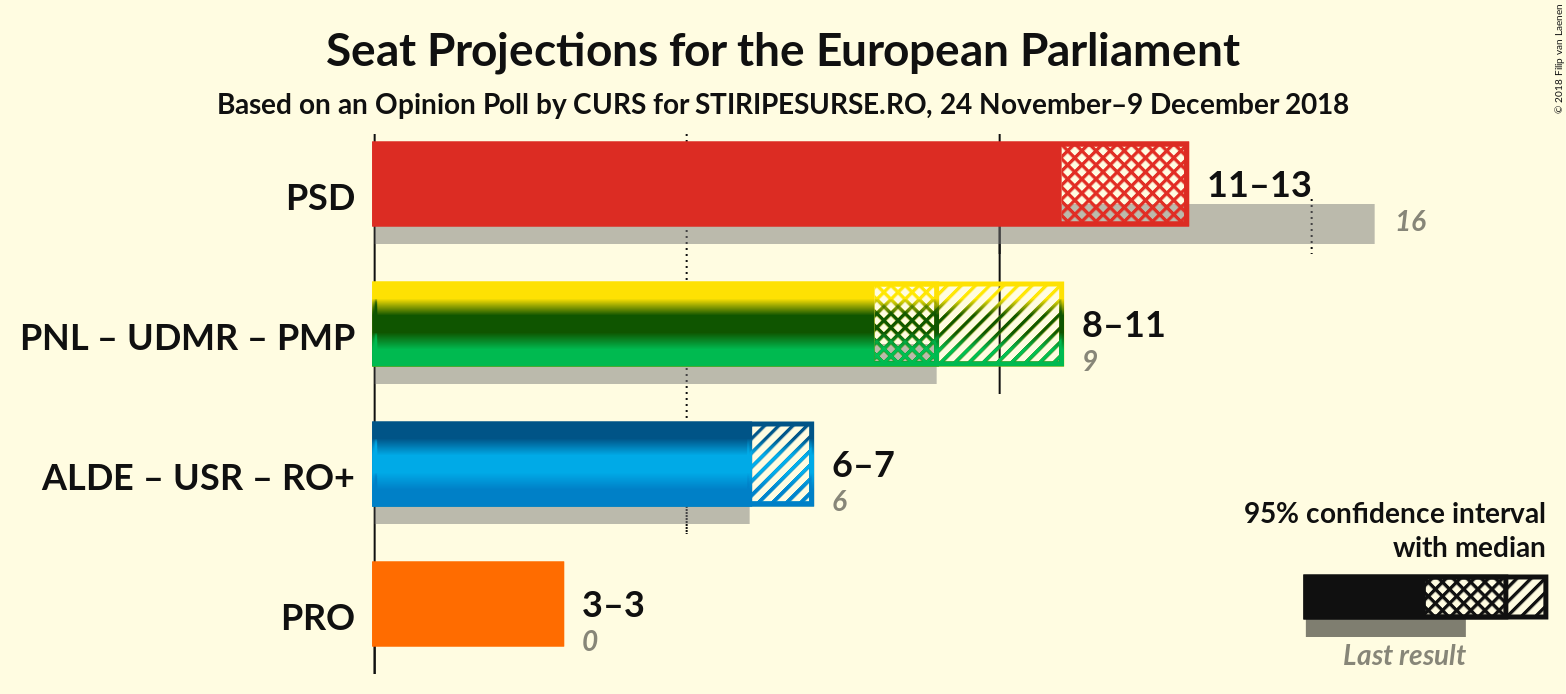 Seat Projections for the European Parliament
Based on an Opinion Poll by CURS for STIRIPESURSE.RO, 24 November–9 December 2018
© 2018 Filip van Laenen
PSD
11–13
16
PNL – UDMR – PMP
8–11
9
ALDE – USR – RO+
6–7
6
PRO
3–3
0
95% confidence interval
with median
Last result